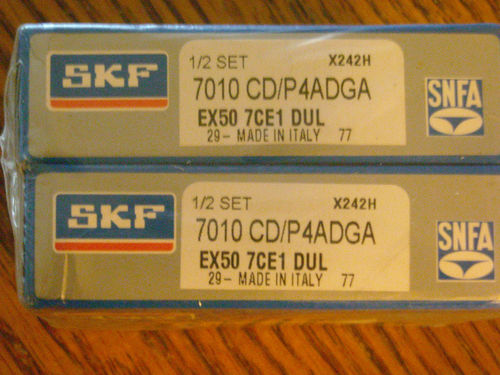 SKF
1/2 SET X242H
7010 CD/P4ADGA
EX50 7CE1 DUL
29- MADE IN ITALY 77
SNFA
SKF
1/2 SET X242H
7010 CD/P4ADGA
EX50 7CE1 DUL
29- MADE IN ITALY 77
SNFA